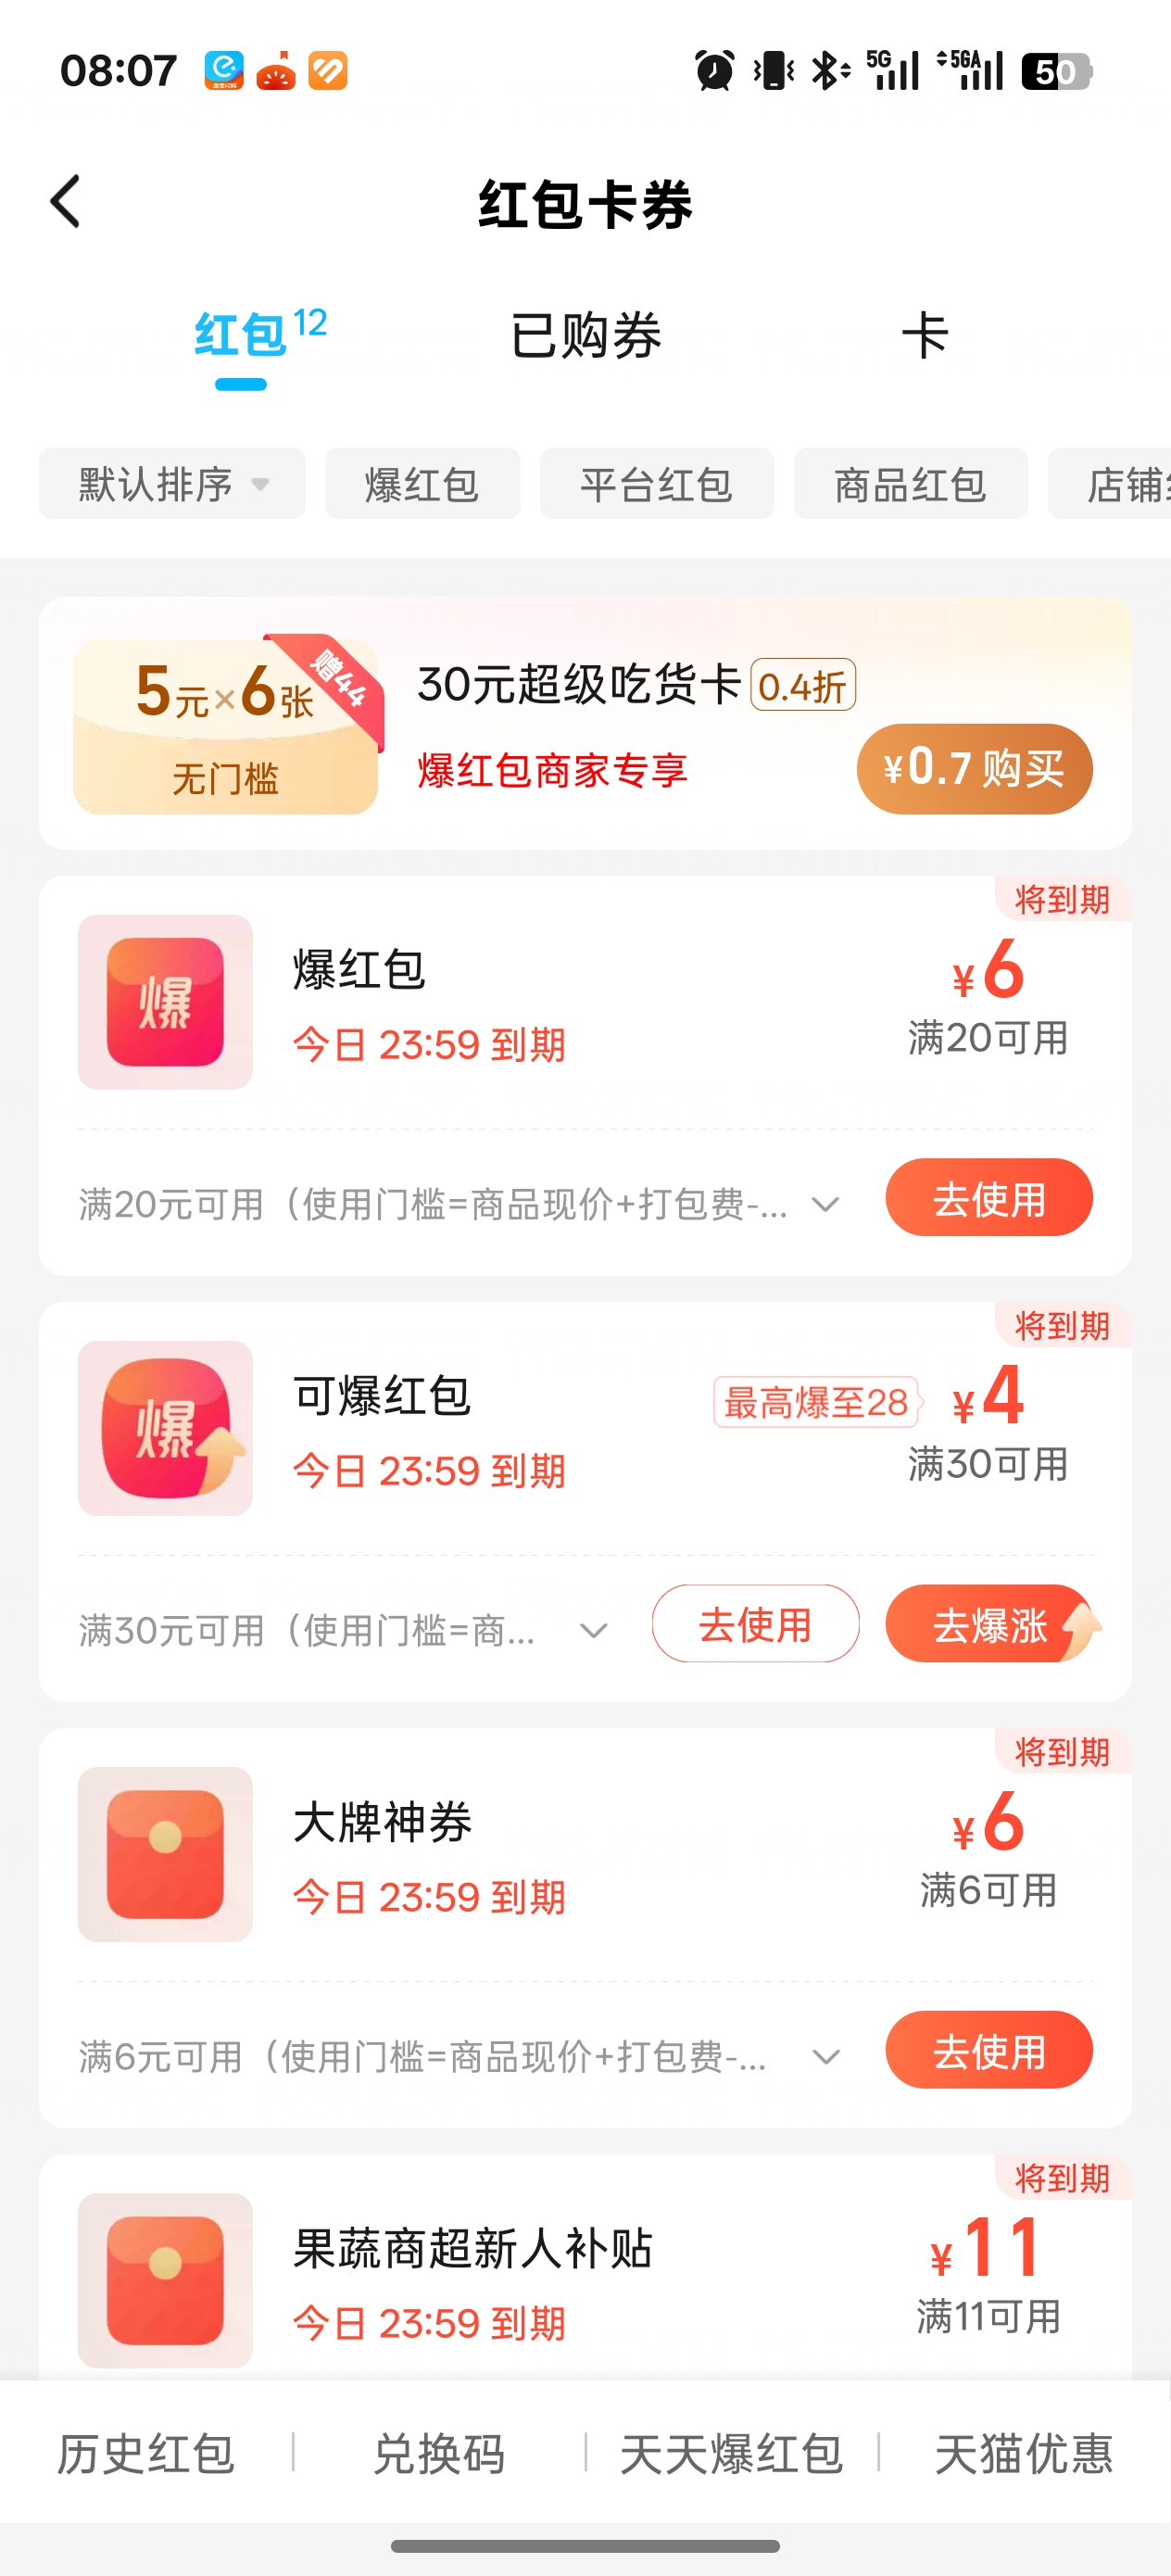 08:07
5G
5GA
50
红包卡券
红包 12
已购券
卡
默认排序
爆红包
平台红包
商品红包
店铺
5元×6张
赠44
无门槛
30元超级吃货卡 0.4折
爆红包商家专享
¥0.7 购买
将到期
爆
爆红包
¥6
今日 23:59 到期
满20可用
满20元可用（使用门槛=商品现价+打包费-...
去使用
将到期
爆
可爆红包
最高爆至28
¥4
今日 23:59 到期
满30可用
满30元可用（使用门槛=商...
去使用
去爆涨
将到期
大牌神券
¥6
今日 23:59 到期
满6可用
满6元可用（使用门槛=商品现价+打包费-...
去使用
将到期
果蔬商超新人补贴
¥11
今日 23:59 到期
满11可用
历史红包
兑换码
天天爆红包
天猫优惠